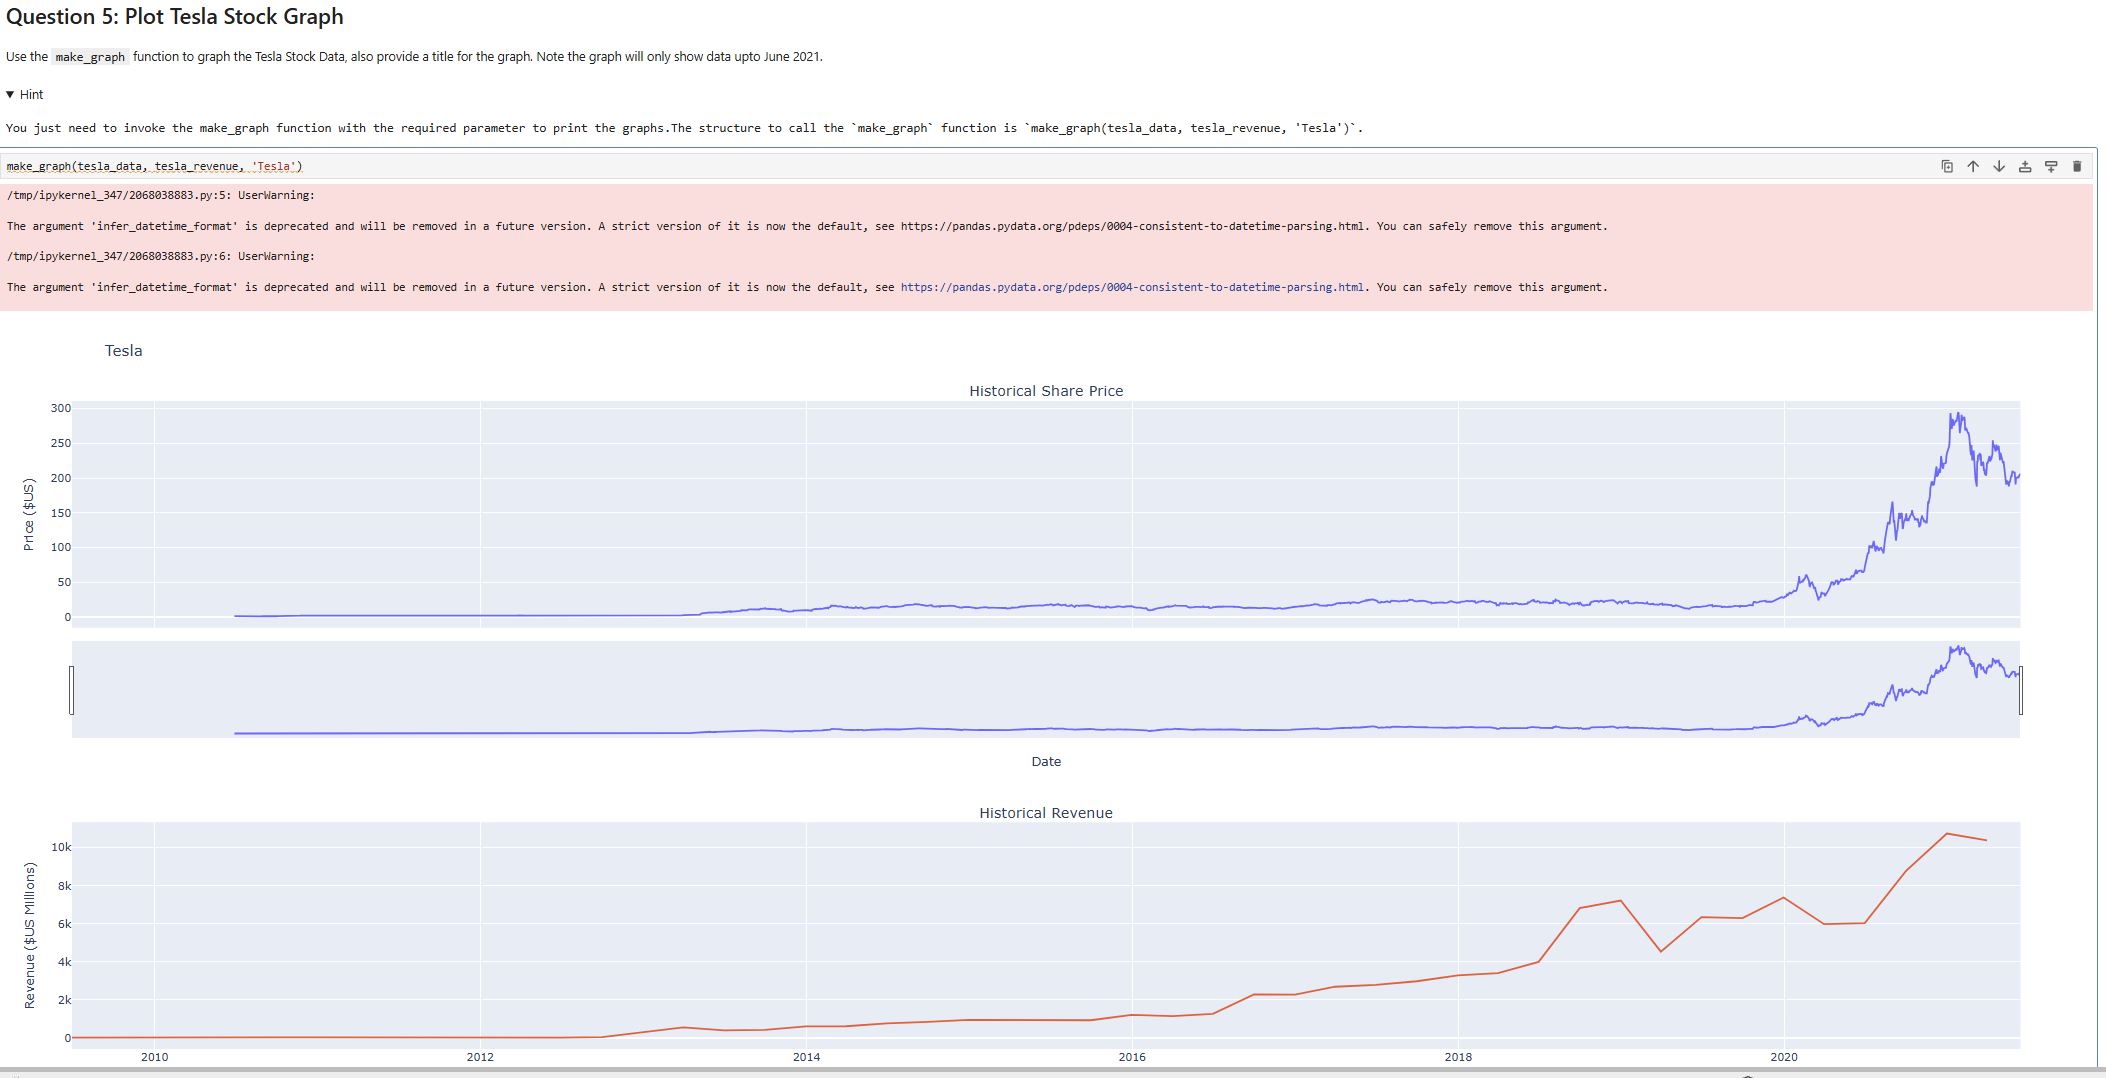 Question 5: Plot Tesla Stock Graph
Use the make_graph function to graph the Tesla Stock Data, also provide a title for the graph. Note the graph will only show data upto June 2021.
▼ Hint
You just need to invoke the make_graph function with the required parameter to print the graphs.The structure to call the `make_graph` function is `make_graph(tesla_data, tesla_revenue, 'Tesla')`.
make_graph(tesla_data, tesla_revenue, 'Tesla')
/tmp/ipykernel_347/2068038883.py:5: UserWarning:
The argument 'infer_datetime_format' is deprecated and will be removed in a future version. A strict version of it is now the default, see https://pandas.pydata.org/pdeps/0004-consistent-to-datetime-parsing.html. You can safely remove this argument.
/tmp/ipykernel_347/2068038883.py:6: UserWarning:
The argument 'infer_datetime_format' is deprecated and will be removed in a future version. A strict version of it is now the default, see https://pandas.pydata.org/pdeps/0004-consistent-to-datetime-parsing.html. You can safely remove this argument.
Tesla
Historical Share Price
Price ($US)
300
250
200
150
100
50
0
Date
Historical Revenue
Revenue ($US Millions)
10k
8k
6k
4k
2k
0
2010 2012 2014 2016 2018 2020